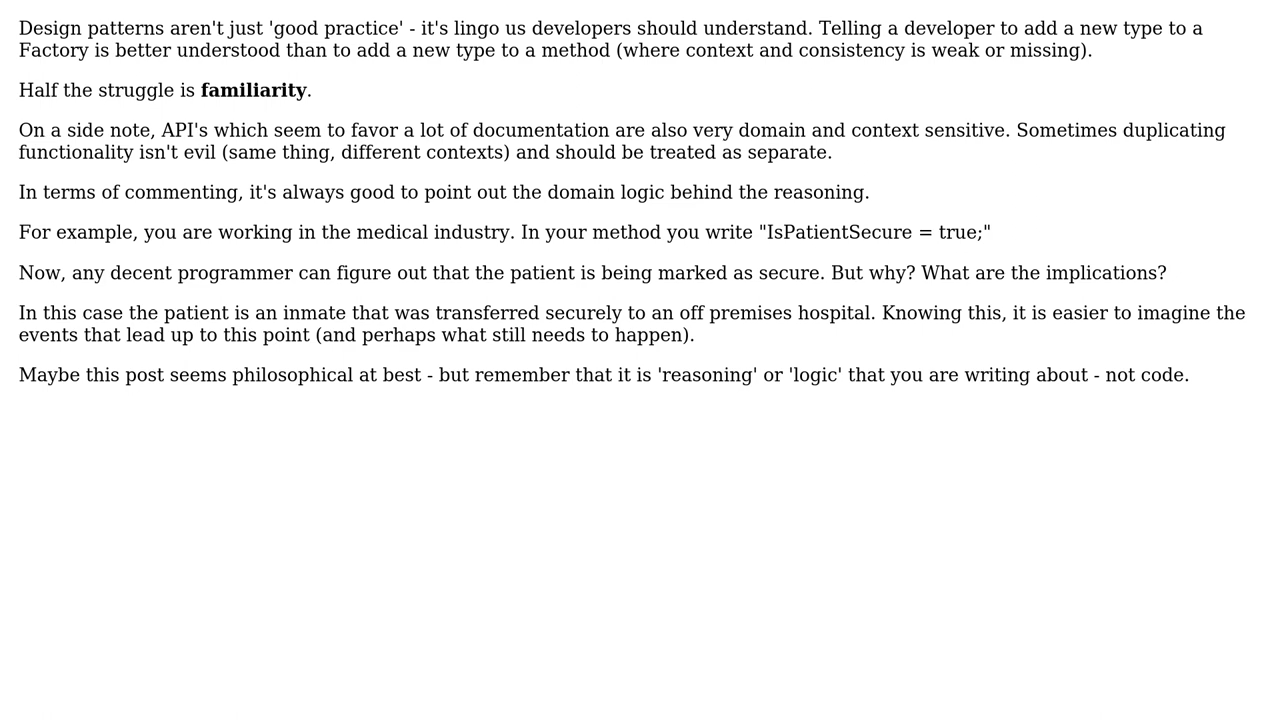 Design patterns aren't just 'good practice' - it's lingo us developers should understand. Telling a developer to add a new type to a
Factory is better understood than to add a new type to a method (where context and consistency is weak or missing).
Half the struggle is familiarity.
On a side note, API's which seem to favor a lot of documentation are also very domain and context sensitive. Sometimes duplicating
functionality isn't evil (same thing, different contexts) and should be treated as separate.
In terms of commenting, it's always good to point out the domain logic behind the reasoning.
For example, you are working in the medical industry. In your method you write "IsPatientSecure = true;"
Now, any decent programmer can figure out that the patient is being marked as secure. But why? What are the implications?
In this case the patient is an inmate that was transferred securely to an off premises hospital. Knowing this, it is easier to imagine the
events that lead up to this point (and perhaps what still needs to happen).
Maybe this post seems philosophical at best - but remember that it is 'reasoning' or 'logic' that you are writing about - not code.